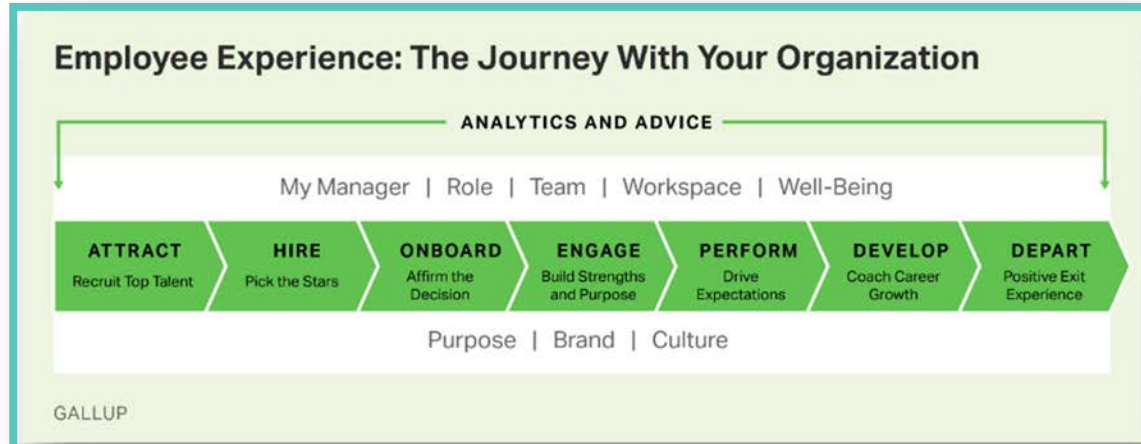 Employee Experience: The Journey With Your Organization
ANALYTICS AND ADVICE
My Manager | Role | Team | Workspace | Well-Being
ATTRACT
Recruit Top Talent
HIRE
Pick the Stars
ONBOARD
Affirm the
Decision
ENGAGE
Build Strengths
and Purpose
PERFORM
Drive
Expectations
DEVELOP
Coach Career
Growth
DEPART
Positive Exit
Experience
Purpose | Brand | Culture
GALLUP